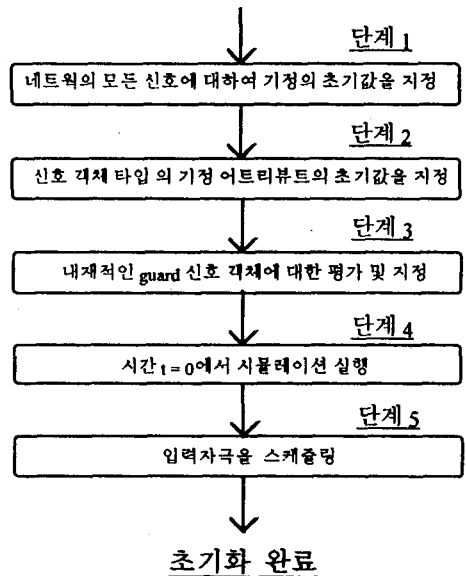 단계 1
네트웍의 모든 신호에 대하여 기정의 초기값을 지정
단계 2
신호 객체 타입 의 기정 어트리뷰트의 초기값을 지정
단계 3
내재적인 guard 신호 객체에 대한 평가 및 지정
단계 4
시간 t = 0에서 시뮬레이션 실행
단계 5
입력자극을 스케쥴링
초기화 완료